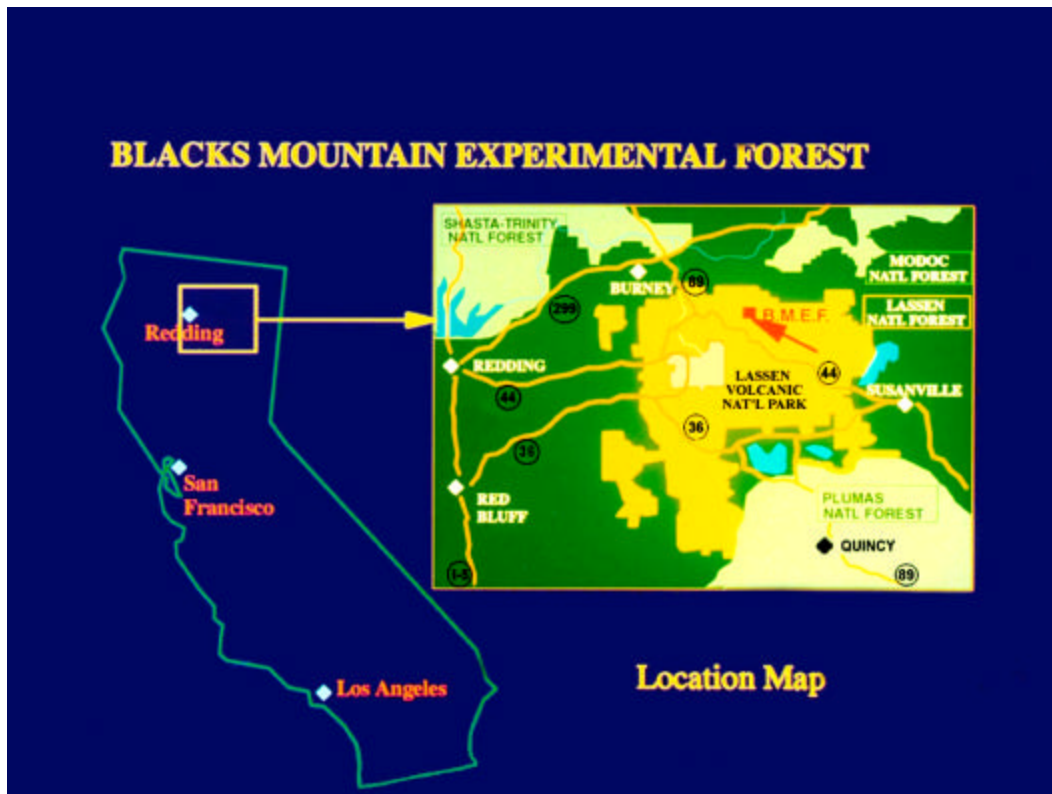 BLACKS MOUNTAIN EXPERIMENTAL FOREST
SHASTA-TRINITY
NATL FOREST
MODOC
NATL FOREST
BURNEY
89
LASSEN
NATL FOREST
299
B.M.E.F.
Redding
REDDING
LASSEN
VOLCANIC
NAT'L PARK
44
44
SUSANVILLE
36
36
San
Francisco
RED
BLUFF
PLUMAS
NATL FOREST
QUINCY
I-5
89
Los Angeles
Location Map